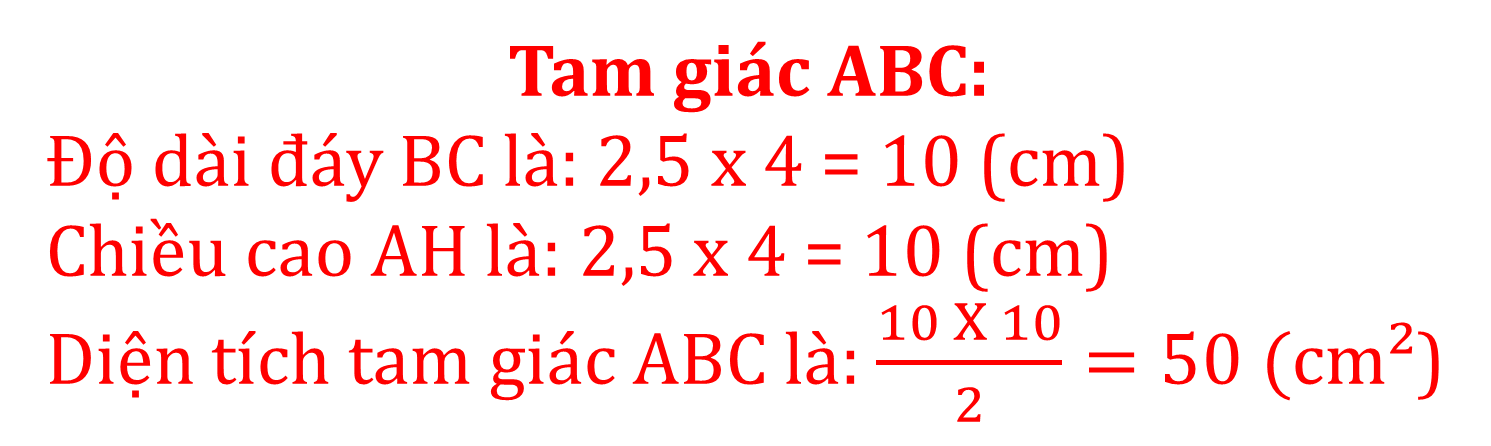 Tam giác ABC:
Độ dài đáy BC là: 2,5 x 4 = 10 (cm)
Chiều cao AH là: 2,5 x 4 = 10 (cm)
Diện tích tam giác ABC là: \frac{10 X 10}{2} = 50 (cm²)